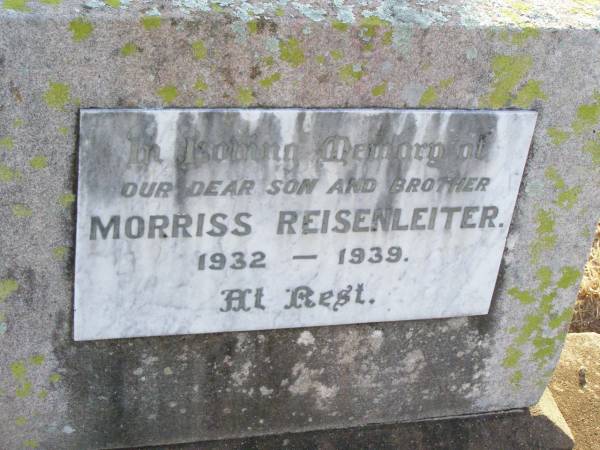 In Loving Memory of
OUR DEAR SON AND BROTHER
MORRISS REISENLEITER.
1932 — 1939.
At Rest.